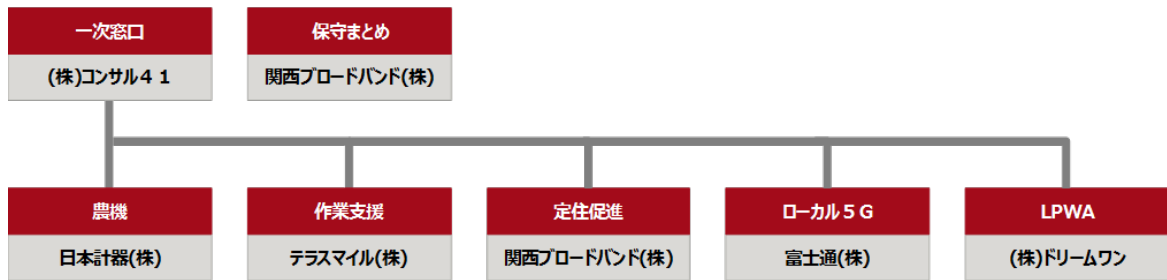 一次窓口
(株)コンサル４１
保守まとめ
関西ブロードバンド(株)
農機
日本計器(株)
作業支援
テラスマイル(株)
定住促進
関西ブロードバンド(株)
ローカル５G
富士通(株)
LPWA
(株)ドリームワン